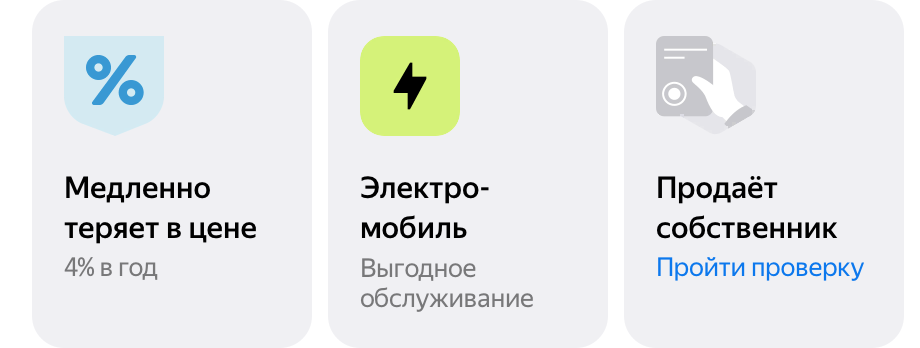 %
Медленно
теряет в цене
4% в год
Электро-
мобиль
Выгодное
обслуживание
Продаёт
собственник
Пройти проверку